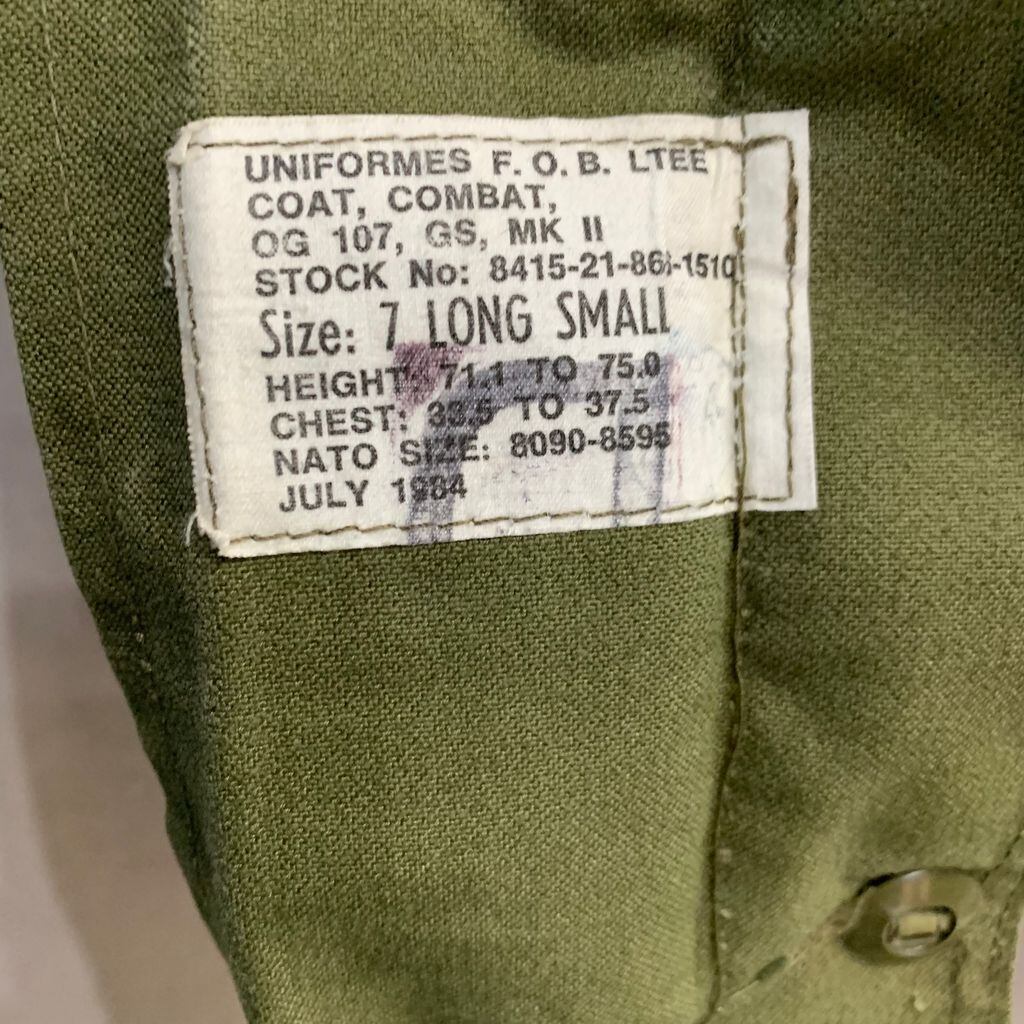 UNIFORMES F.O.B. LTEE
COAT, COMBAT,
OG 107, GS, MK II
STOCK No: 8415-21-868-1510
Size: 7 LONG SMALL
HEIGHT: 71.1 TO 75.0
CHEST: 33.5 TO 37.5
NATO SIZE: 8090-8595
JULY 1984